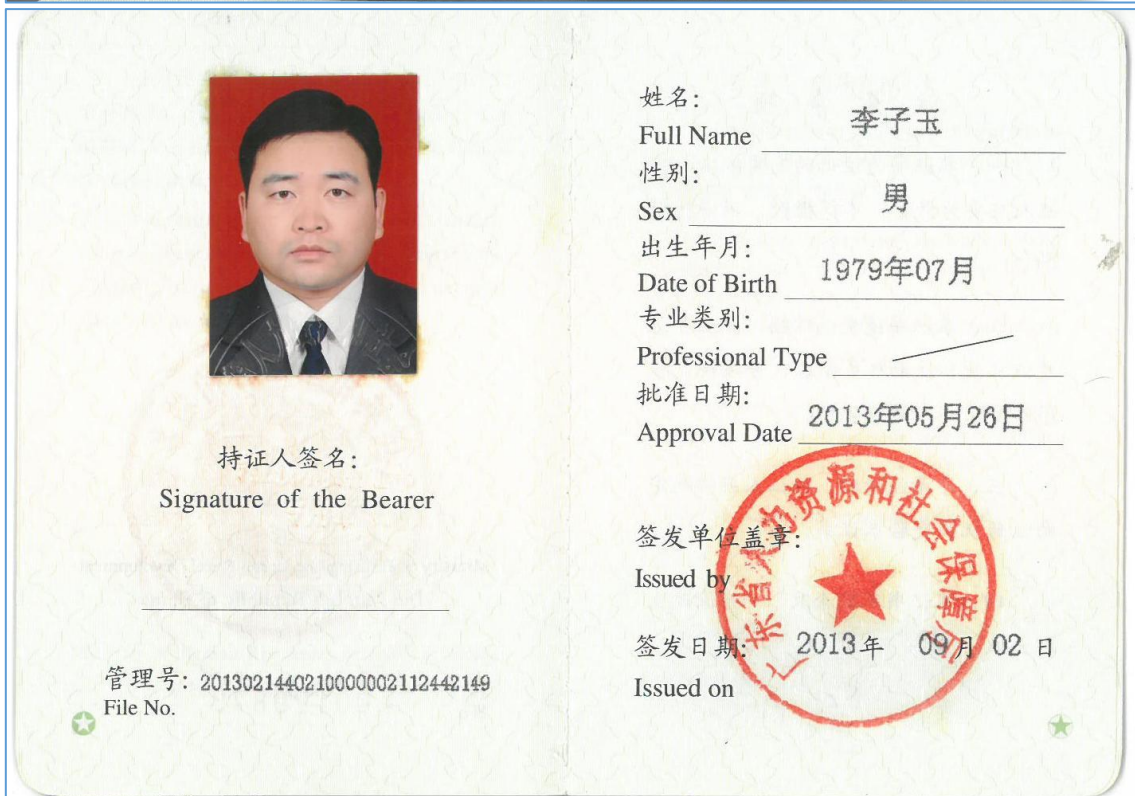 持证人签名:
Signature of the Bearer
管理号: 2013021440210000002112442149
File No.
姓名:
李子玉
Full Name
性别:
男
Sex
出生年月:
1979年07月
Date of Birth
专业类别:
Professional Type
批准日期:
2013年05月26日
Approval Date
广东省人力资源和社会保障厅
签发单位盖章:
Issued by
签发日期: 2013年 09月 02日
Issued on